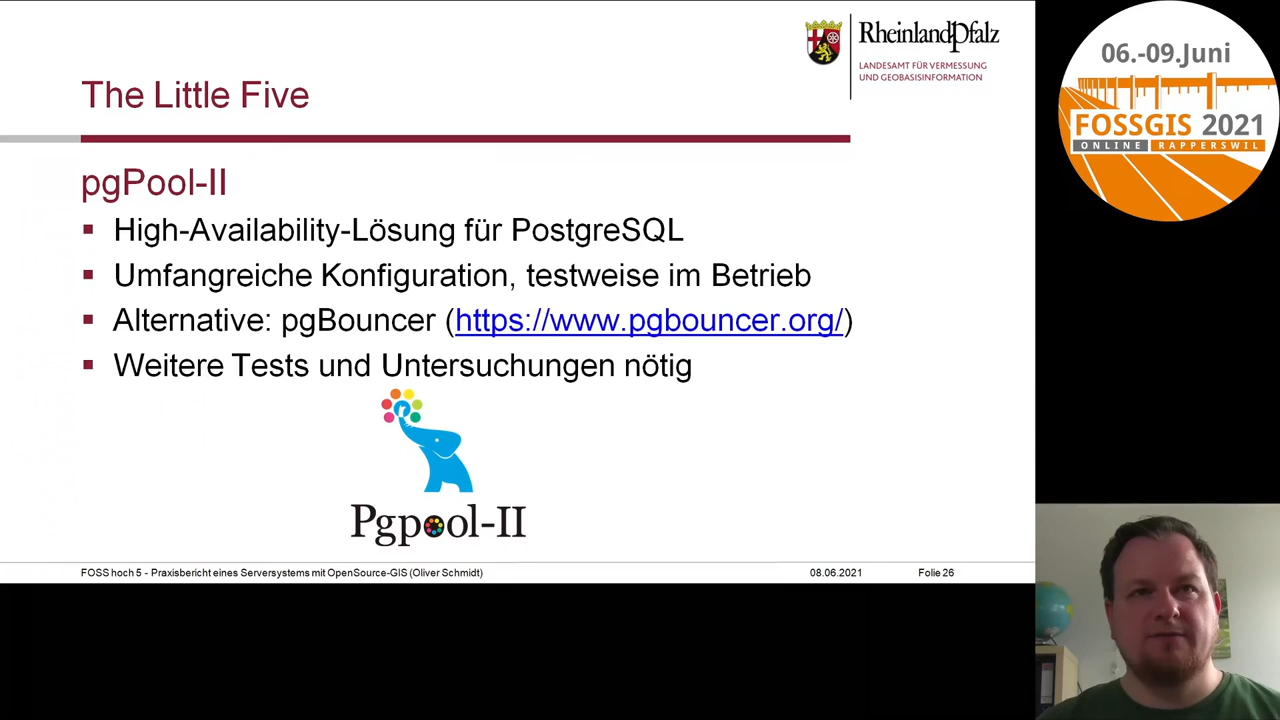 RheinlandPfalz
LANDESAMT FÜR VERMESSUNG
UND GEOBASISINFORMATION
The Little Five
pgPool-II
High-Availability-Lösung für PostgreSQL
Umfangreiche Konfiguration, testweise im Betrieb
Alternative: pgBouncer (https://www.pgbouncer.org/)
Weitere Tests und Untersuchungen nötig
Pgpool-II
FOSS hoch 5 - Praxisbericht eines Serversystems mit OpenSource-GIS (Oliver Schmidt)
08.06.2021
Folie 26
06.-09.Juni
FOSSGIS 2021
ONLINE RAPPERSWIL